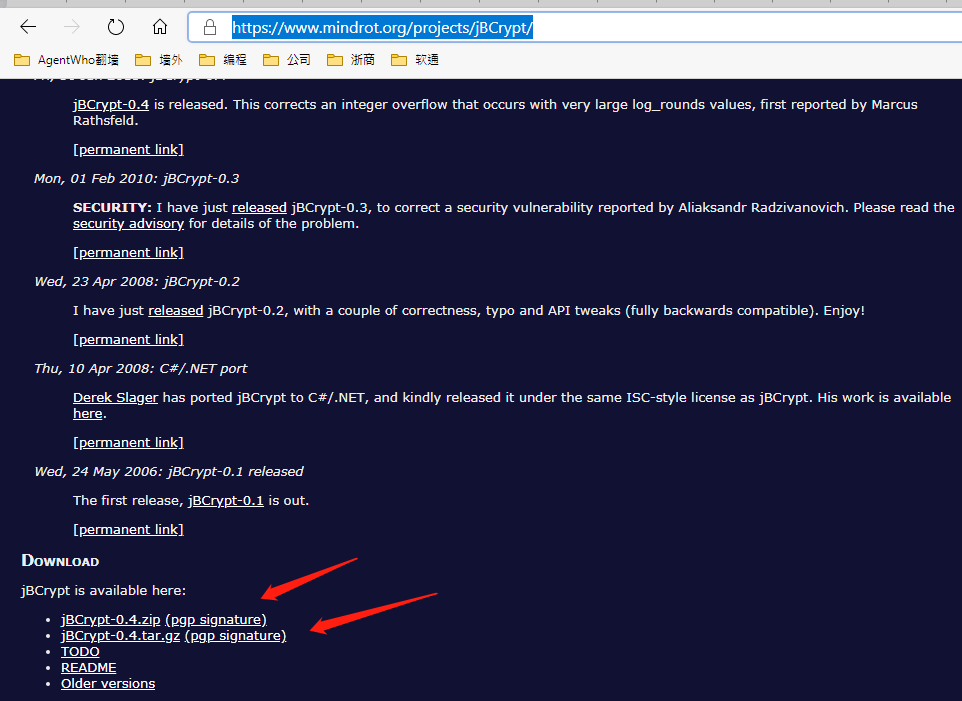 https://www.mindrot.org/projects/jBCrypt/
AgentWho翻墙 墙外 编程 公司 浙商 软通
jBCrypt-0.4 is released. This corrects an integer overflow that occurs with very large log_rounds values, first reported by Marcus
Rathsfeld.
[permanent link]
Mon, 01 Feb 2010: jBCrypt-0.3
SECURITY: I have just released jBCrypt-0.3, to correct a security vulnerability reported by Aliaksandr Radzivanovich. Please read the
security advisory for details of the problem.
[permanent link]
Wed, 23 Apr 2008: jBCrypt-0.2
I have just released jBCrypt-0.2, with a couple of correctness, typo and API tweaks (fully backwards compatible). Enjoy!
[permanent link]
Thu, 10 Apr 2008: C#/.NET port
Derek Slager has ported jBCrypt to C#/.NET, and kindly released it under the same ISC-style license as jBCrypt. His work is available
here.
[permanent link]
Wed, 24 May 2006: jBCrypt-0.1 released
The first release, jBCrypt-0.1 is out.
[permanent link]
DOWNLOAD
jBCrypt is available here:
• jBCrypt-0.4.zip (pgp signature)
• jBCrypt-0.4.tar.gz (pgp signature)
• TODO
• README
• Older versions